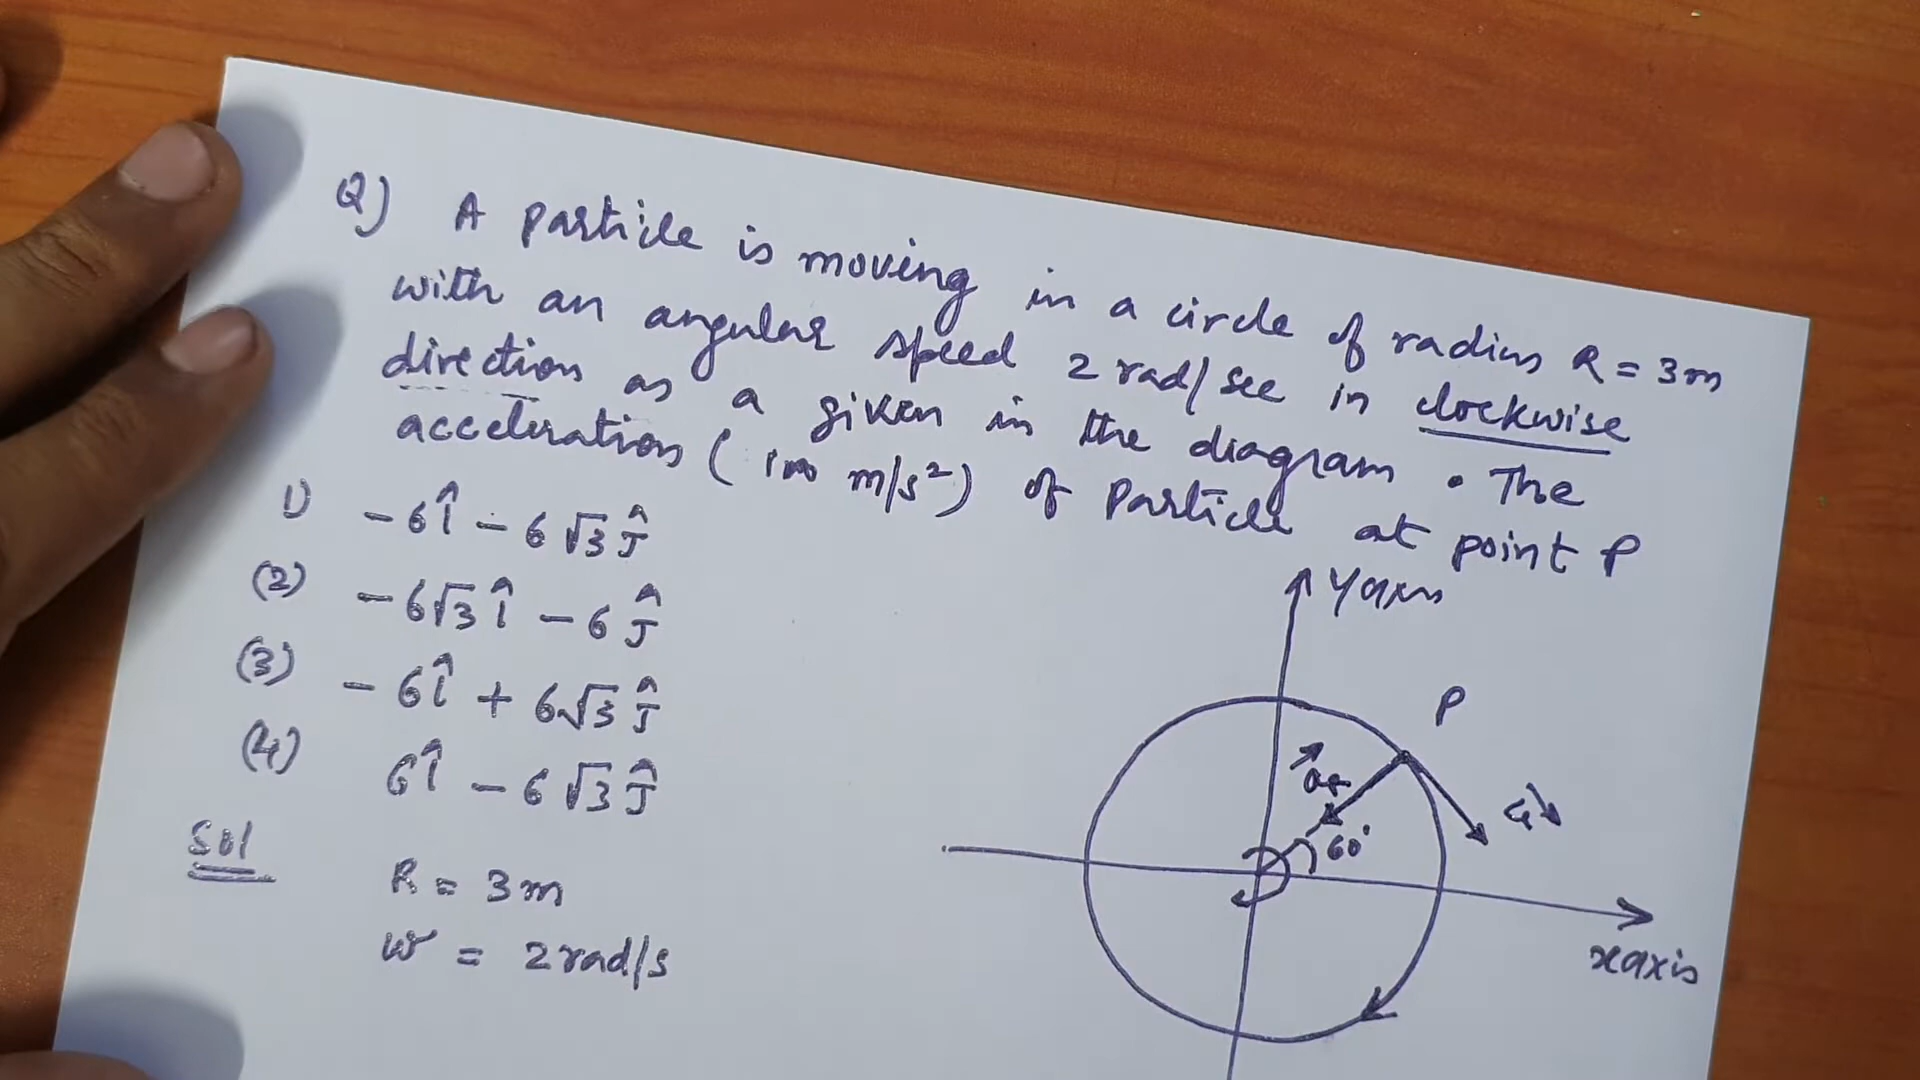 Q) A particle is moving in a circle of radius R = 3m
with an angular speed 2 rad/sec in clockwise
direction as a given in the diagram. The
acceleration ( in m/s²) of particle at point P
1) -6î - 6√3 ĵ
(2) -6√3 î - 6 ĵ
(3) -6î + 6√3 ĵ
(4) 6î - 6√3 ĵ
Sol
R = 3m
W = 2 rad/s
Y axis
P
60°
x axis